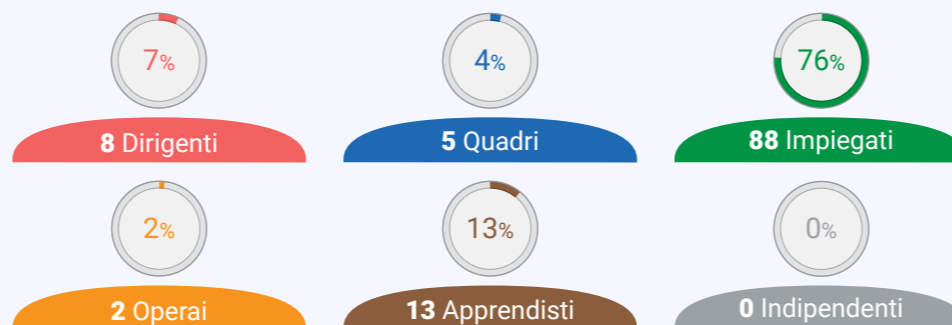 7% 4% 76%
8 Dirigenti 5 Quadri 88 Impiegati
2% 13% 0%
2 Operai 13 Apprendisti 0 Indipendenti